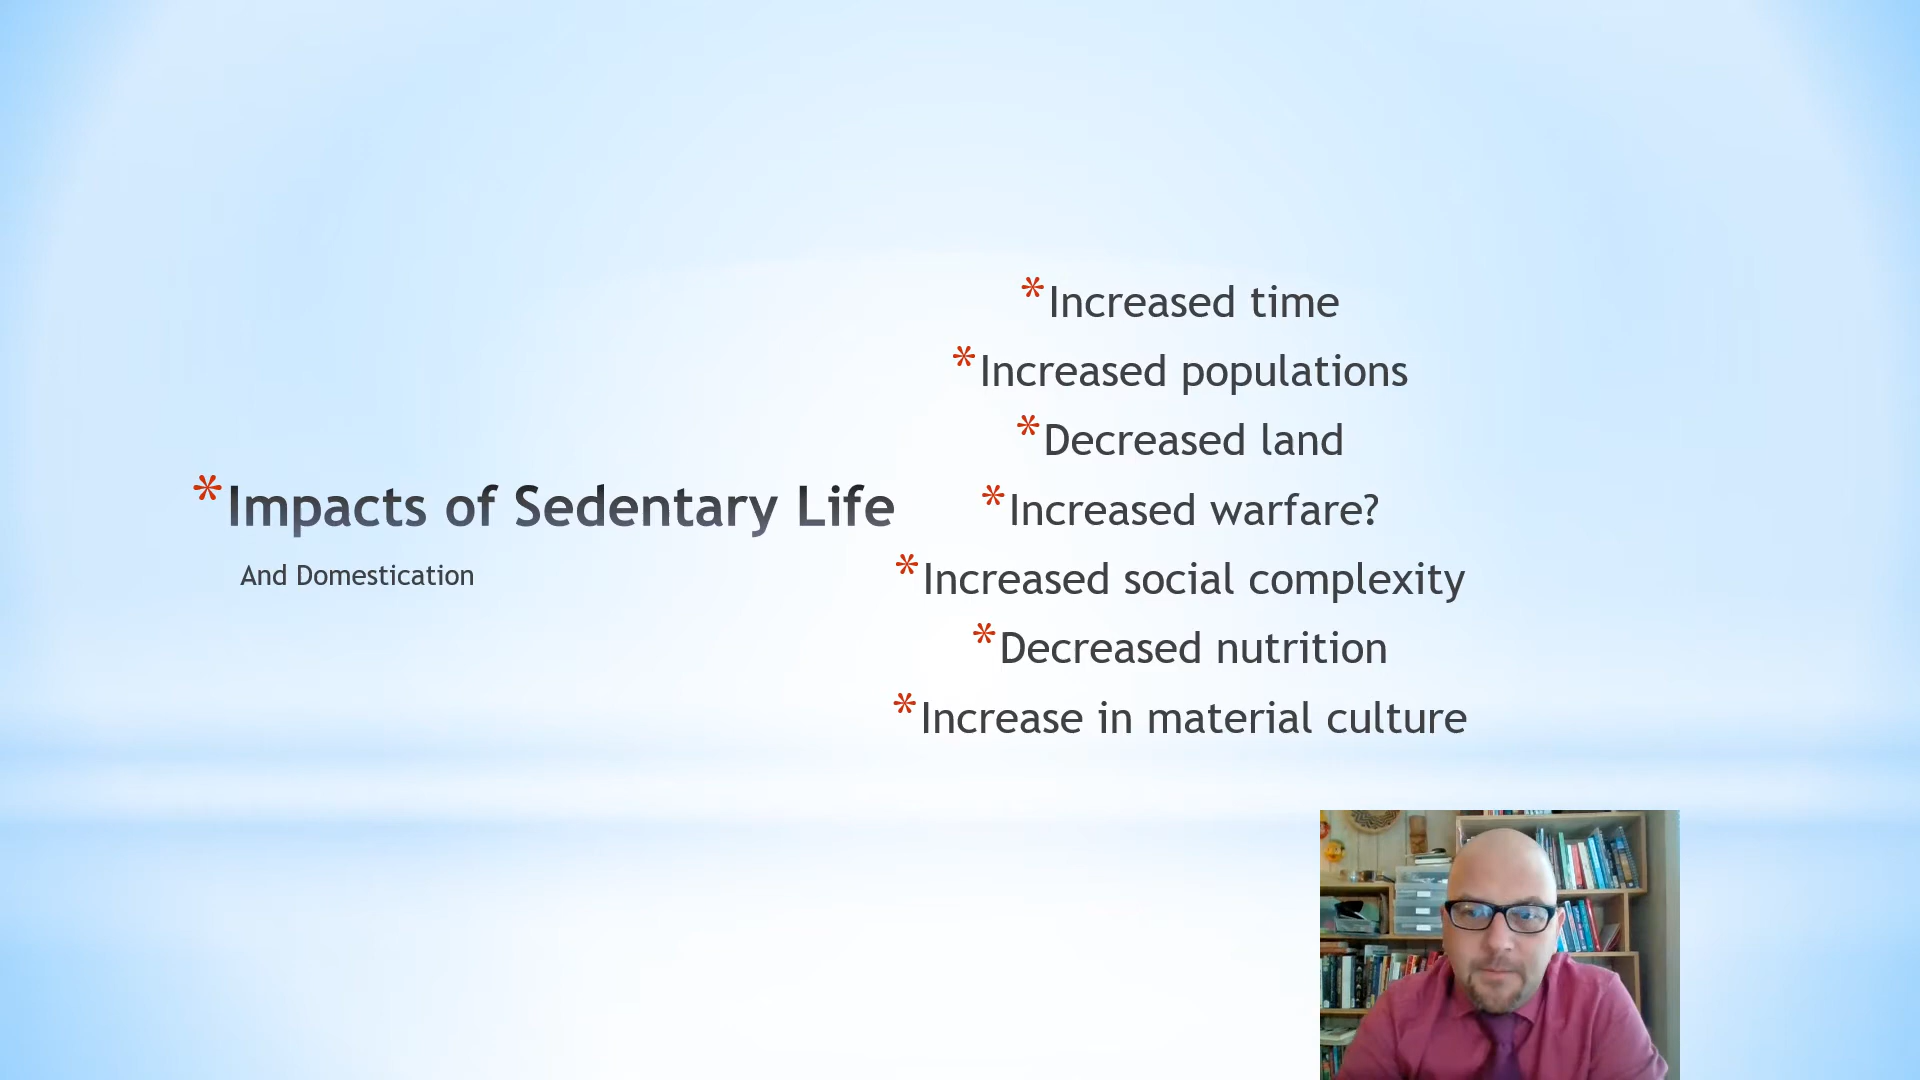 *Impacts of Sedentary Life
And Domestication
*Increased time
*Increased populations
*Decreased land
*Increased warfare?
*Increased social complexity
*Decreased nutrition
*Increase in material culture